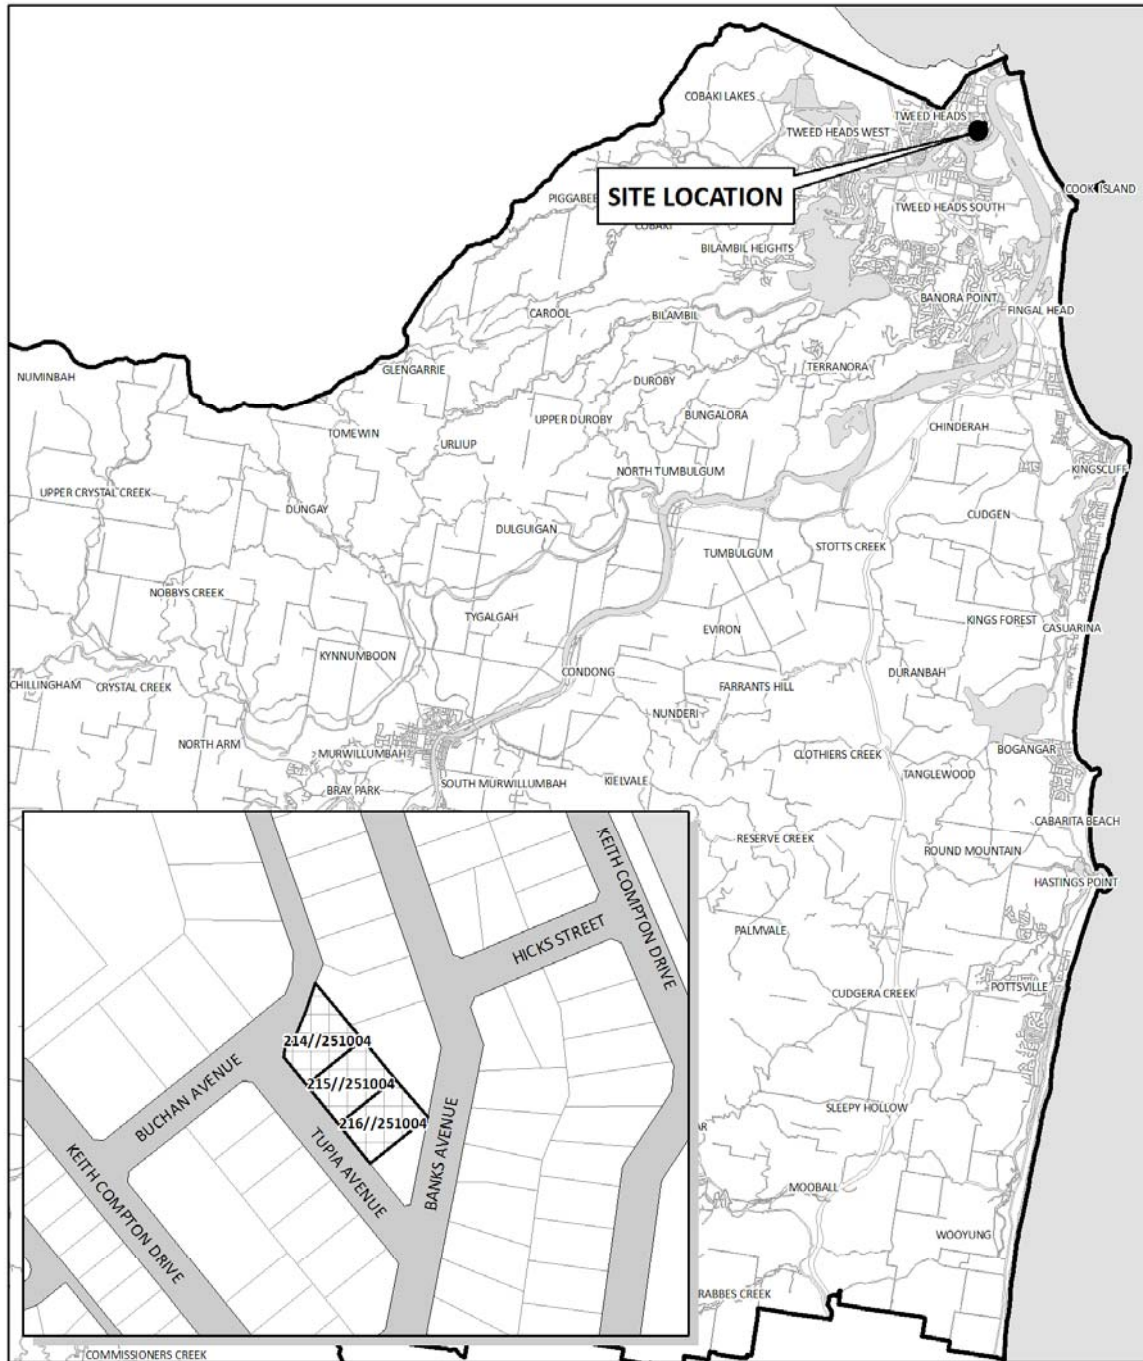 COBAKI LAKES
TWEED HEADS
TWEED HEADS WEST
SITE LOCATION
COOK ISLAND
TWEED HEADS SOUTH
COBAKI
BILAMBIL HEIGHTS
BANORA POINT
FINGAL HEAD
CAROOL
BILAMBIL
GLENGARRIE
TERRANORA
NUMINBAH
DUROBY
UPPER DUROBY
BUNGALORA
CHINDERAH
TOMEWIN
URLIUP
NORTH TUMBULGUM
KINGSCLIFF
UPPER CRYSTAL CREEK
DUNGAY
CUDGEN
DULGUIGAN
STOTTS CREEK
TUMBULGUM
NOBBYS CREEK
TYGALGAH
KINGS FOREST
CASUARINA
EVIRON
KYNNUMBOON
CONDONG
DURANBAH
CHILLINGHAM
CRYSTAL CREEK
FARRANTS HILL
NUNDERI
NORTH ARM
MURWILLUMBAH
CLOTHIERS CREEK
BOGANGAR
TANGLEWOOD
BRAY PARK
SOUTH MURWILLUMBAH
KIELVALE
CABARITA BEACH
RESERVE CREEK
ROUND MOUNTAIN
HASTINGS POINT
PALMVALE
CUDGERA CREEK
POTTSVILLE
SLEEPY HOLLOW
MOOBALL
WOOYUNG
RABBES CREEK
COMMISSIONERS CREEK
KEITH COMPTON DRIVE
HICKS STREET
214//251004
215//251004
216//251004
BUCHAN AVENUE
TUPIA AVENUE
BANKS AVENUE
KEITH COMPTON DRIVE